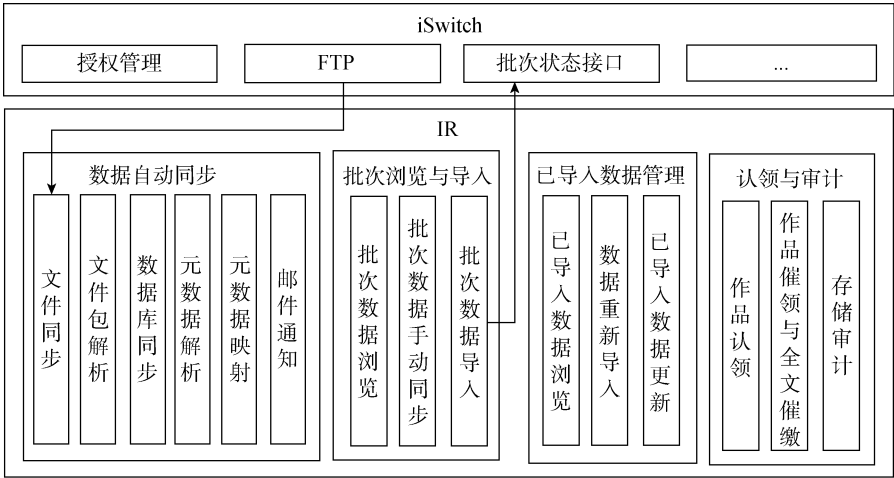 iSwitch
授权管理
FTP
批次状态接口
...
IR
数据自动同步
文件同步
文件包解析
数据库同步
元数据解析
元数据映射
邮件通知
批次浏览与导入
批次数据浏览
批次数据手动同步
批次数据导入
已导入数据管理
已导入数据浏览
数据重新导入
已导入数据更新
认领与审计
作品认领
作品催领与全文催缴
存储审计